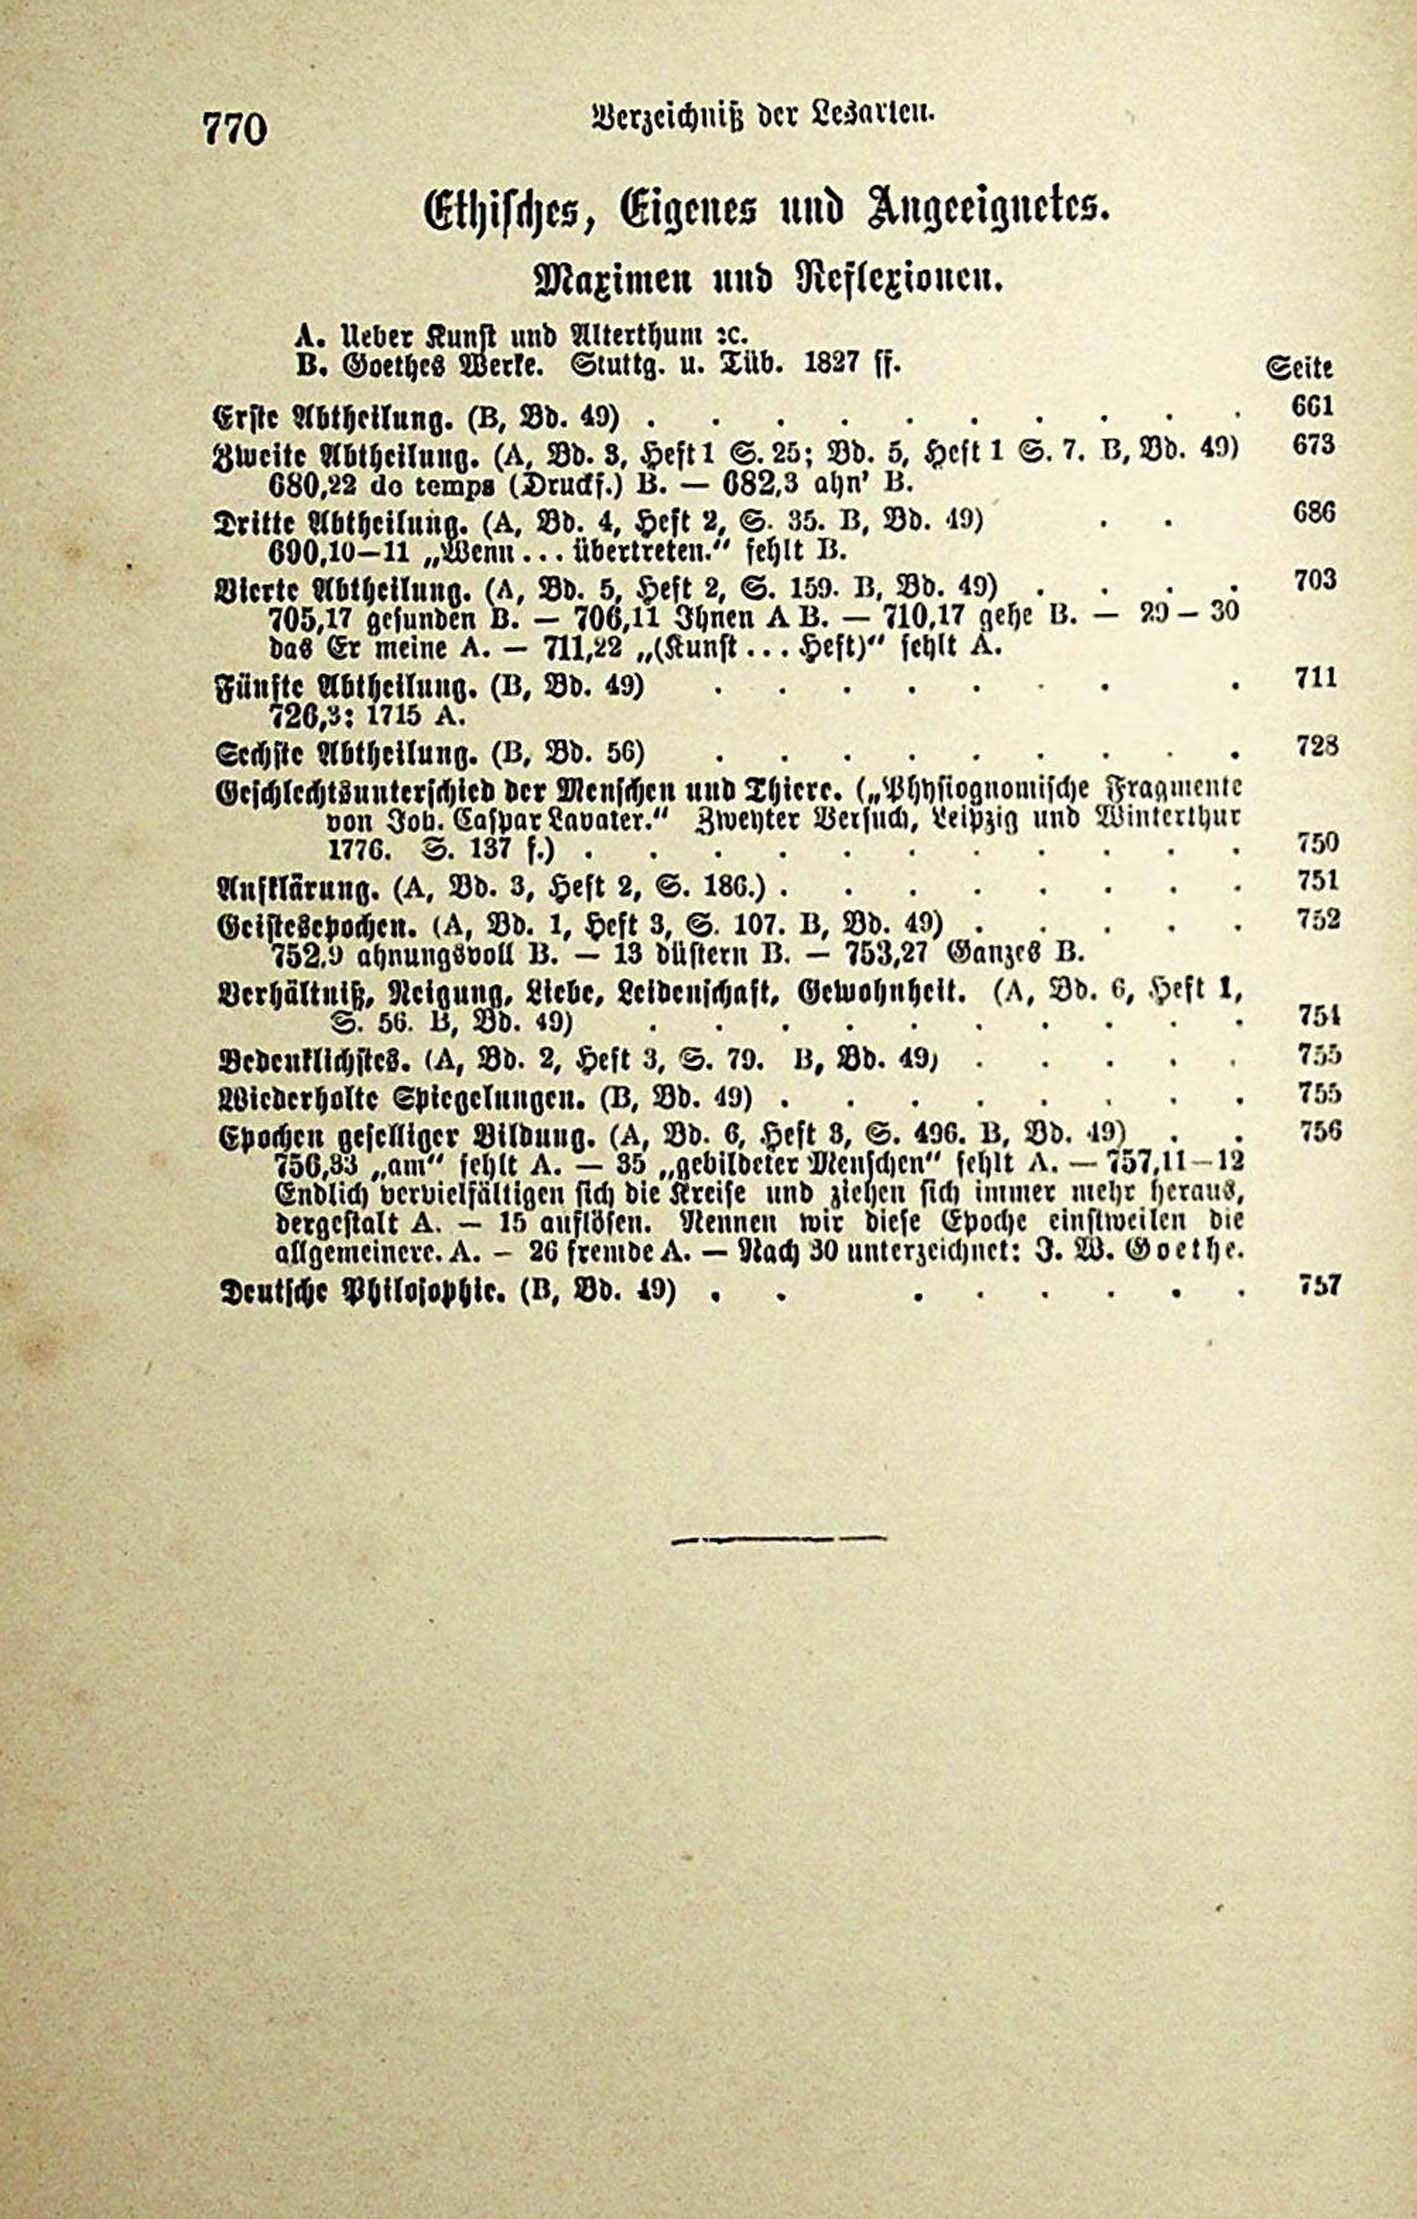 770
Verzeichniß der Lesarten.
Ethisches, Eigenes und Angeeignetes.
Maximen und Reflexionen.
A. Ueber Kunst und Alterthum ꝛc.
B. Goethes Werke. Stuttg. u. Tüb. 1827 ff.
Seite
Erste Abtheilung. (B, Bd. 49) . . . . . . . . . . 661
Zweite Abtheilung. (A, Bd. 3, Heft 1 S. 25; Bd. 5, Heft 1 S. 7. B, Bd. 49) 673
680,22 do temps (Druckf.) B. — 682,3 ahn' B.
Dritte Abtheilung. (A, Bd. 4, Heft 2, S. 35. B, Bd. 49) . . 686
690,10—11 „Wenn ... übertreten.“ fehlt B.
Vierte Abtheilung. (A, Bd. 5, Heft 2, S. 159. B, Bd. 49) . . . . 703
705,17 gefunden B. — 706,11 Ihnen A B. — 710,17 gehe B. — 29–30
das Er meine A. — 711,22 „(Kunst ... Heft)“ fehlt A.
Fünfte Abtheilung. (B, Bd. 49) . . . . . . . . 711
726,3: 1715 A.
Sechste Abtheilung. (B, Bd. 56) . . . . . . . . . 728
Geschlechtsunterschied der Menschen und Thiere. („Physiognomische Fragmente
von Joh. Caspar Lavater.“ Zweyter Versuch, Leipzig und Winterthur
1776. S. 137 f.) . . . . . . . . . . . 750
Aufklärung. (A, Bd. 3, Heft 2, S. 186.) . . . . . . . . 751
Geistesepochen. (A, Bd. 1, Heft 3, S. 107. B, Bd. 49) . . . . . 752
752,9 ahnungsvoll B. — 13 düstern B. — 753,27 Ganzes B.
Verhältniß, Neigung, Liebe, Leidenschaft, Gewohnheit. (A, Bd. 6, Heft 1,
S. 56. B, Bd. 49) . . . . . . . . . . 754
Bedenklichstes. (A, Bd. 2, Heft 3, S. 79. B, Bd. 49) . . . . . 755
Wiederholte Spiegelungen. (B, Bd. 49) . . . . . . . . 755
Epochen geselliger Bildung. (A, Bd. 6, Heft 3, S. 496. B, Bd. 49) . . 756
756,33 „am“ fehlt A. — 35 „gebildeter Menschen“ fehlt A. — 757,11–12
Endlich vervielfältigen sich die Kreise und ziehen sich immer mehr heraus,
dergestalt A. — 15 auflösen. Nennen wir diese Epoche einstweilen die
allgemeinere. A. – 26 fremde A. — Nach 30 unterzeichnet: J. W. Goethe.
Deutsche Philosophie. (B, Bd. 49) . . . . . . . . 757